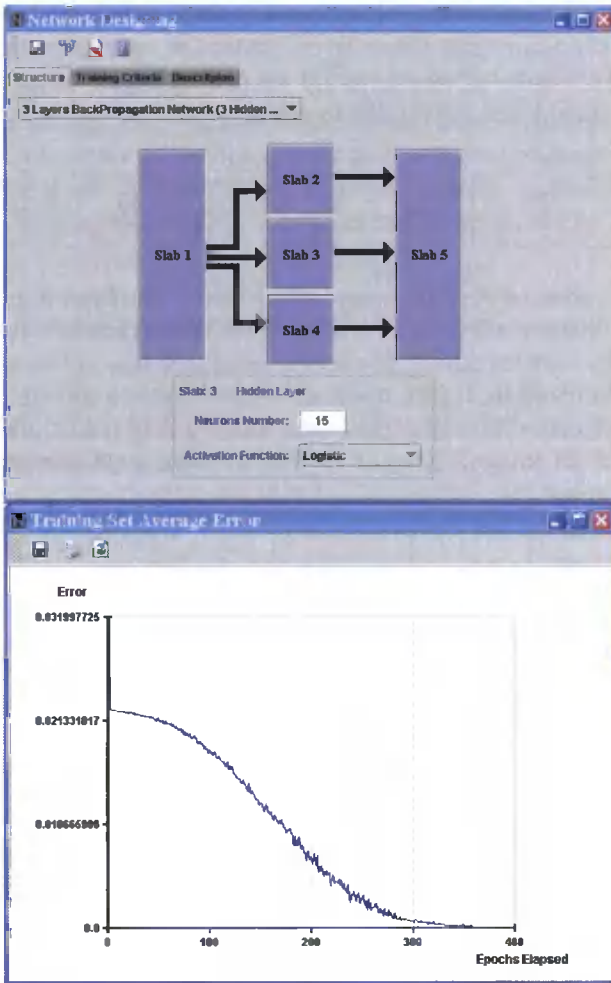 Network Designing
Structure Training Criteria Description
3 Layers BackPropagation Network (3 Hidden ...
Slab 1
Slab 2
Slab 3
Slab 4
Slab 5
Slab: 3 Hidden Layer
Neurons Number: 15
Activation Function: Logistic
Training Set Average Error
Error
0.031997725
0.021331817
0.010665909
0.0
0 100 200 300 400
Epochs Elapsed